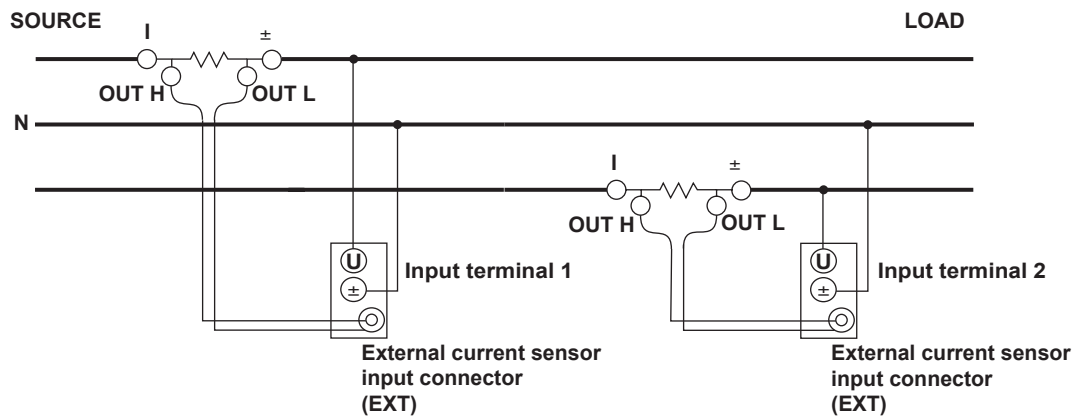 SOURCE
LOAD
I
±
OUT H
OUT L
N
I
±
OUT H
OUT L
U
Input terminal 1
±
External current sensor
input connector
(EXT)
U
Input terminal 2
±
External current sensor
input connector
(EXT)